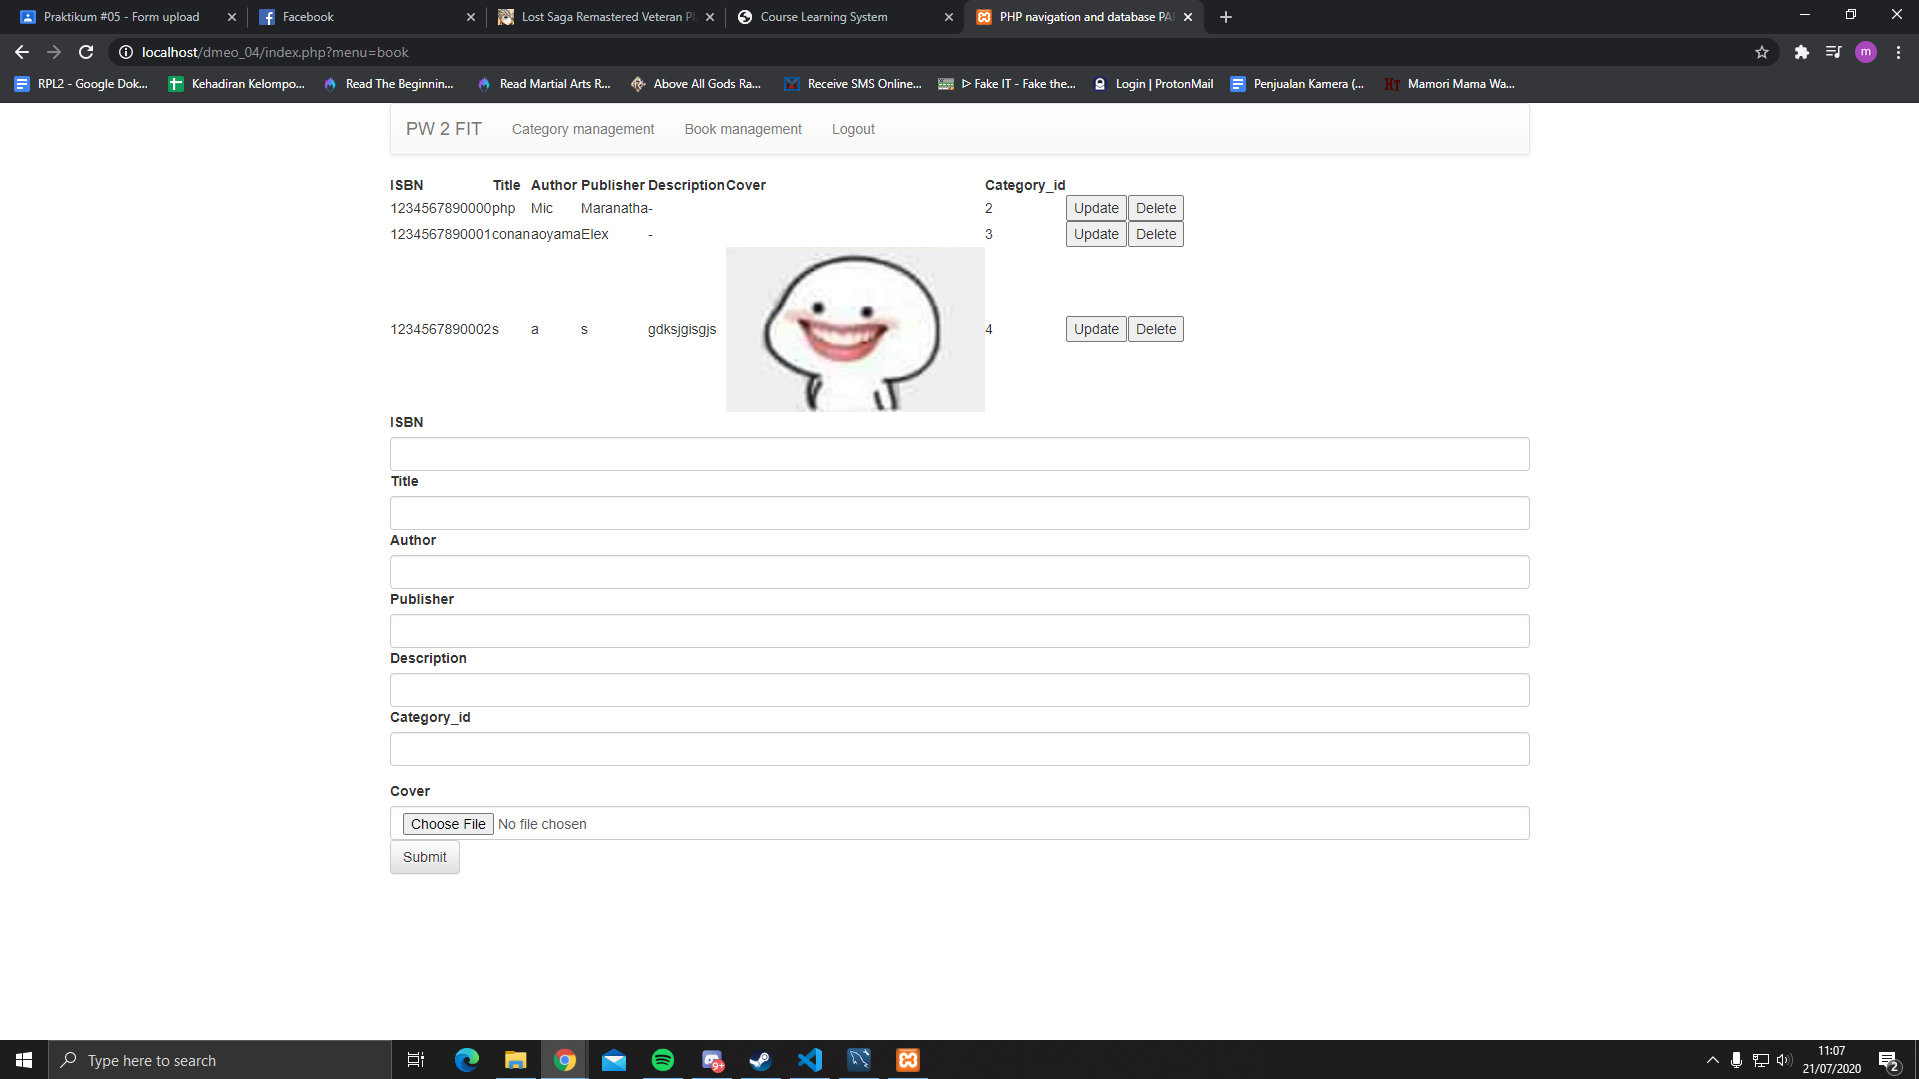 Praktikum #05 - Form upload
Facebook
Lost Saga Remastered Veteran Pl
Course Learning System
PHP navigation and database PA
localhost/dmeo_04/index.php?menu=book
m
RPL2 - Google Dok...
Kehadiran Kelompo...
Read The Beginnin...
Read Martial Arts R...
Above All Gods Ra...
Receive SMS Online...
ᐅ Fake IT - Fake the...
Login | ProtonMail
Penjualan Kamera (...
HT Mamori Mama Wa...
PW 2 FIT Category management Book management Logout
ISBN Title Author Publisher Description Cover Category_id
1234567890000 php Mic Maranatha - 2 Update Delete
1234567890001 conan aoyama Elex - 3 Update Delete
1234567890002 s a s gdksjgisgjs 4 Update Delete
ISBN
Title
Author
Publisher
Description
Category_id
Cover
Choose File No file chosen
Submit
Type here to search
9+
11:07
21/07/2020
2